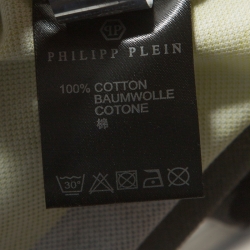 PHILIPP PLEIN
100% COTTON
BAUMWOLLE
COTONE
棉
30°